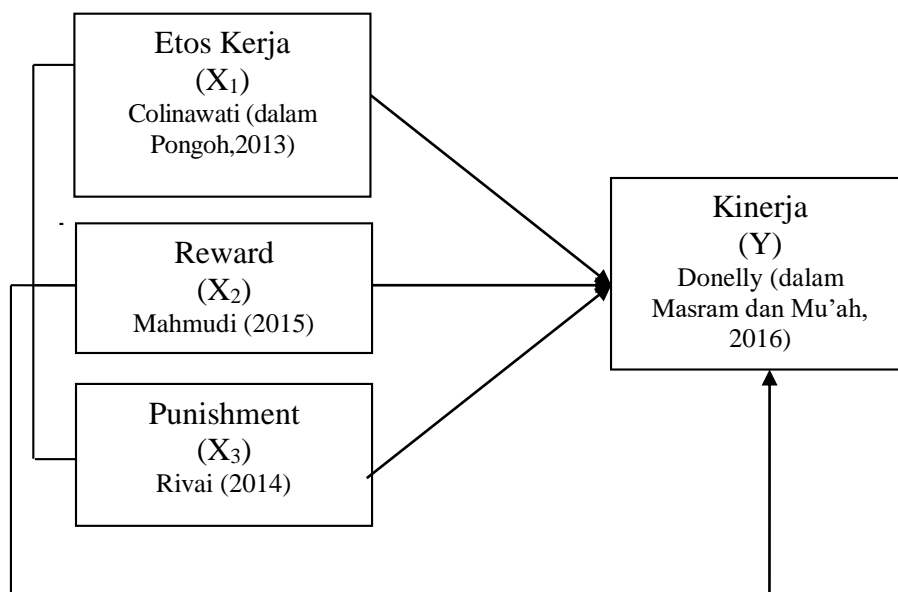 Etos Kerja
(X₁)
Colinawati (dalam
Pongoh,2013)
Reward
(X₂)
Mahmudi (2015)
Punishment
(X₃)
Rivai (2014)
Kinerja
(Y)
Donelly (dalam
Masram dan Mu’ah,
2016)